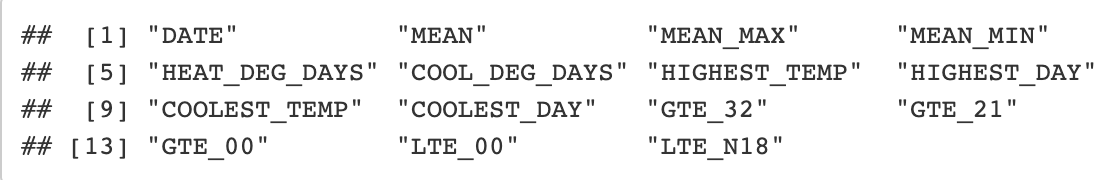 ##  [1] "DATE"          "MEAN"          "MEAN_MAX"      "MEAN_MIN"
##  [5] "HEAT_DEG_DAYS" "COOL_DEG_DAYS" "HIGHEST_TEMP"  "HIGHEST_DAY"
##  [9] "COOLEST_TEMP"  "COOLEST_DAY"   "GTE_32"        "GTE_21"
## [13] "GTE_00"        "LTE_00"        "LTE_N18"